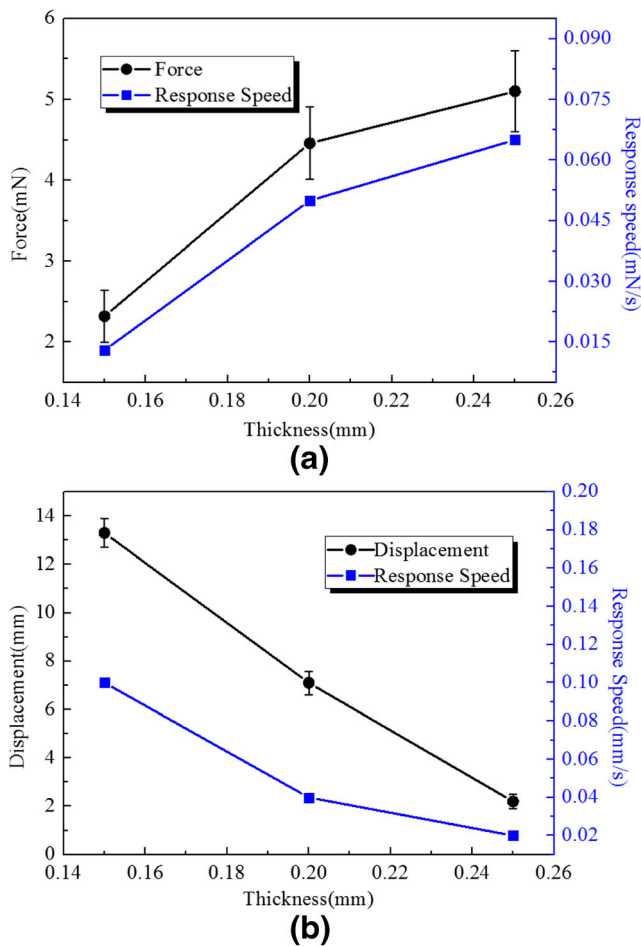 6
5
4
3
2
Force(mN)
Force
Response Speed
0.090
0.075
0.060
0.045
0.030
0.015
Response speed(mN/s)
0.14 0.16 0.18 0.20 0.22 0.24 0.26
Thickness(mm)
(a)
14
12
10
8
6
4
2
0
Displacement(mm)
Displacement
Response Speed
0.20
0.18
0.16
0.14
0.12
0.10
0.08
0.06
0.04
0.02
Response Speed(mm/s)
0.14 0.16 0.18 0.20 0.22 0.24 0.26
Thickness(mm)
(b)